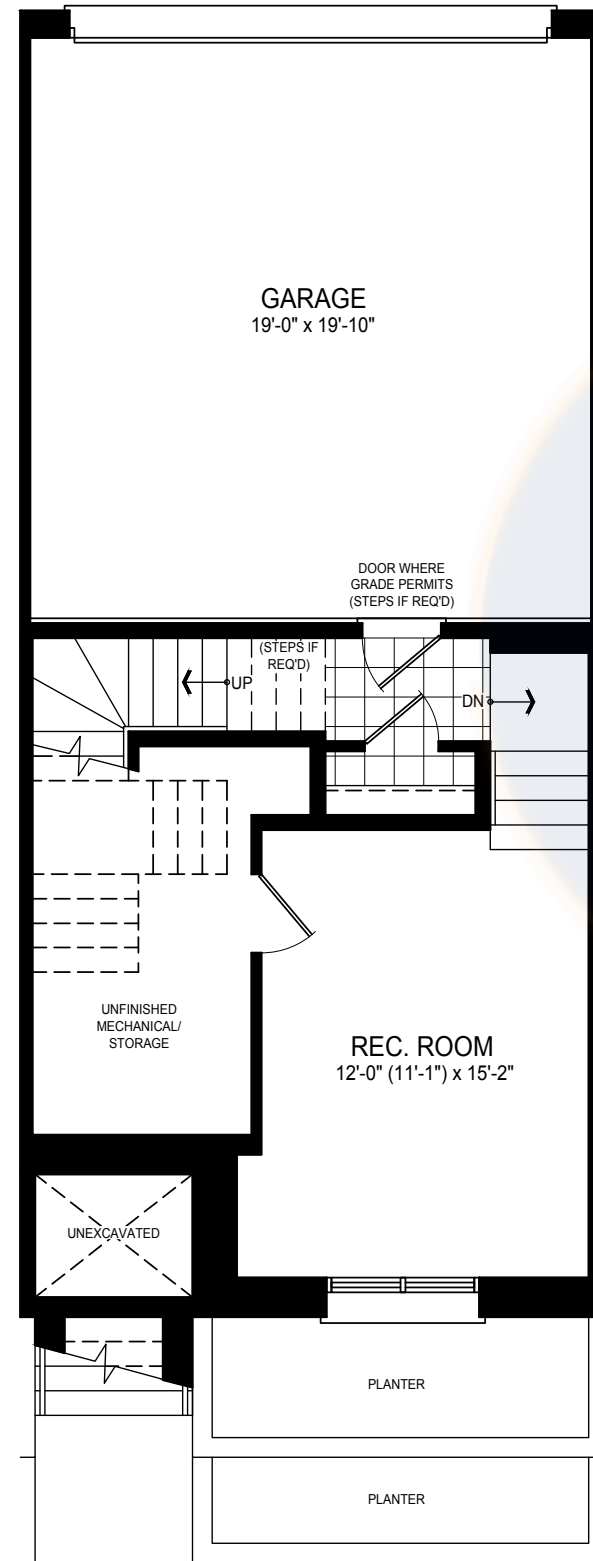 GARAGE
19'-0" x 19'-10"
DOOR WHERE
GRADE PERMITS
(STEPS IF REQ'D)
(STEPS IF
REQ'D)
UP
DN
UNFINISHED
MECHANICAL/
STORAGE
REC. ROOM
12'-0" (11'-1") x 15'-2"
UNEXCAVATED
PLANTER
PLANTER